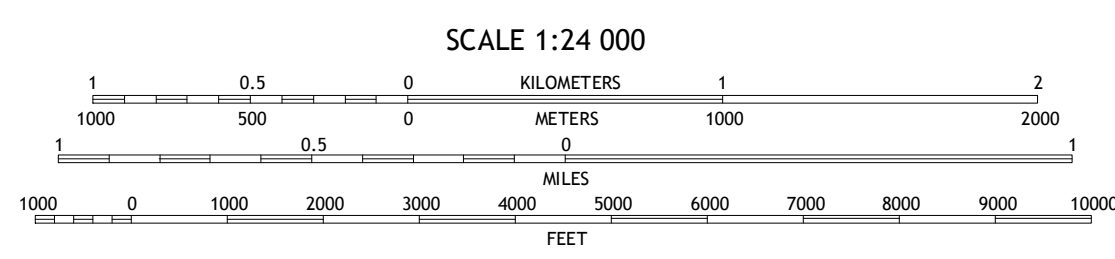 SCALE 1:24 000
1 0.5 0 KILOMETERS 1 2
1000 500 0 METERS 1000 2000
1 0.5 0 1
MILES
1000 0 1000 2000 3000 4000 5000 6000 7000 8000 9000 10000
FEET